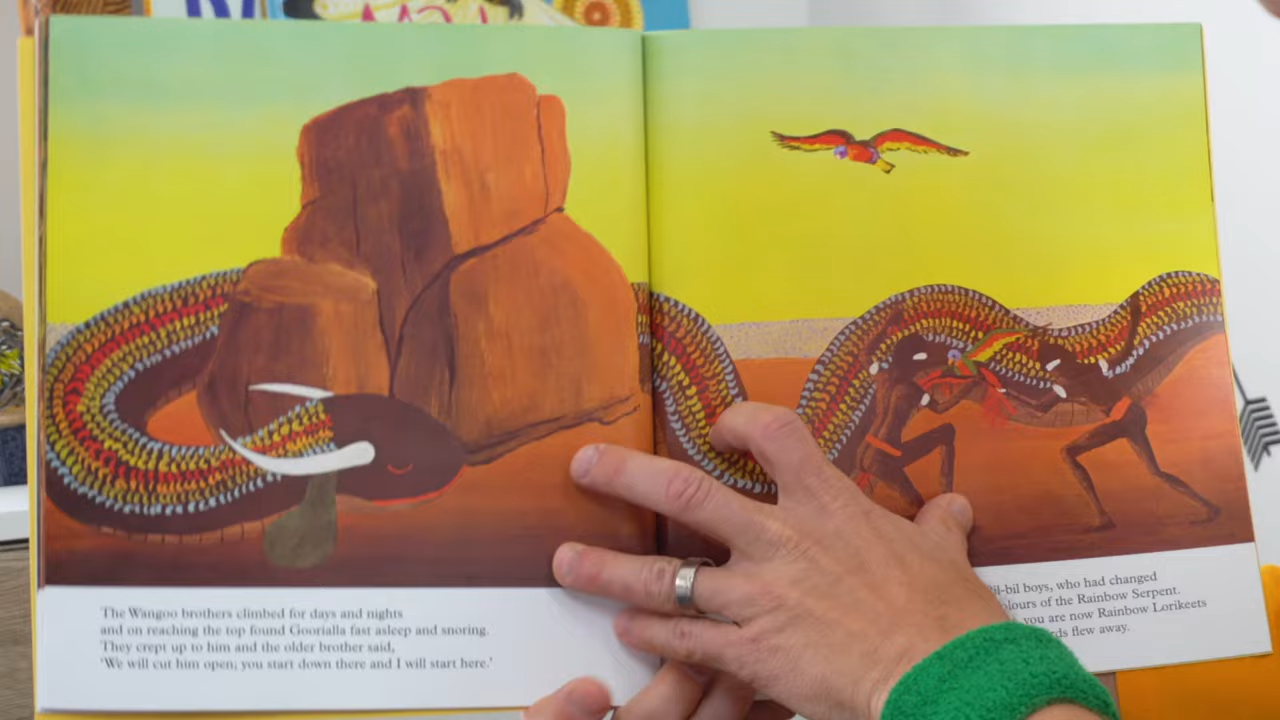 The Wangoo brothers climbed for days and nights
and on reaching the top found Goorialla fast asleep and snoring.
They crept up to him and the older brother said,
'We will cut him open; you start down there and I will start here.'
boys, who had changed
of the Rainbow Serpent.
you are now Rainbow Lorikeets
flew away.